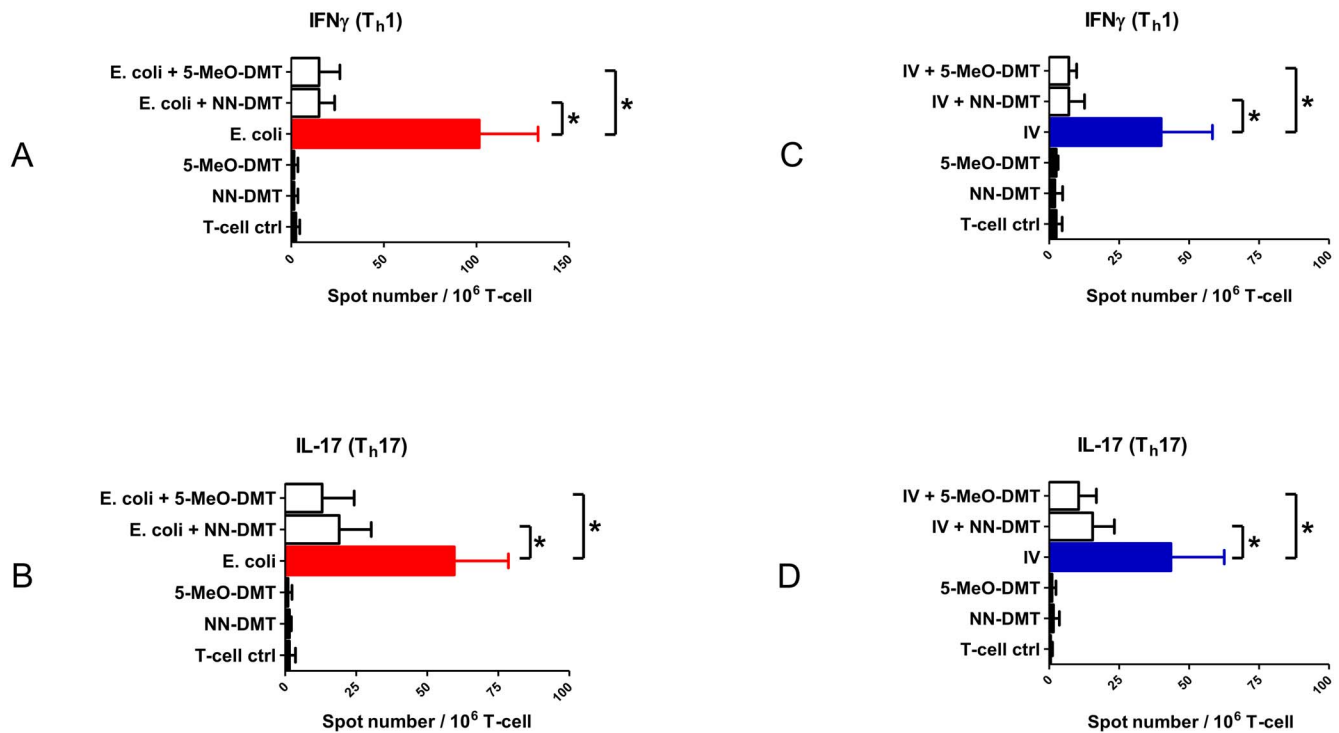 A
IFNγ (Th1)
E. coli + 5-MeO-DMT
E. coli + NN-DMT
E. coli
5-MeO-DMT
NN-DMT
T-cell ctrl
*
*
0
50
100
150
Spot number / 10⁶ T-cell
C
IFNγ (Th1)
IV + 5-MeO-DMT
IV + NN-DMT
IV
5-MeO-DMT
NN-DMT
T-cell ctrl
*
*
0
25
50
75
100
Spot number / 10⁶ T-cell
B
IL-17 (Th17)
E. coli + 5-MeO-DMT
E. coli + NN-DMT
E. coli
5-MeO-DMT
NN-DMT
T-cell ctrl
*
*
0
25
50
75
100
Spot number / 10⁶ T-cell
D
IL-17 (Th17)
IV + 5-MeO-DMT
IV + NN-DMT
IV
5-MeO-DMT
NN-DMT
T-cell ctrl
*
*
0
25
50
75
100
Spot number / 10⁶ T-cell